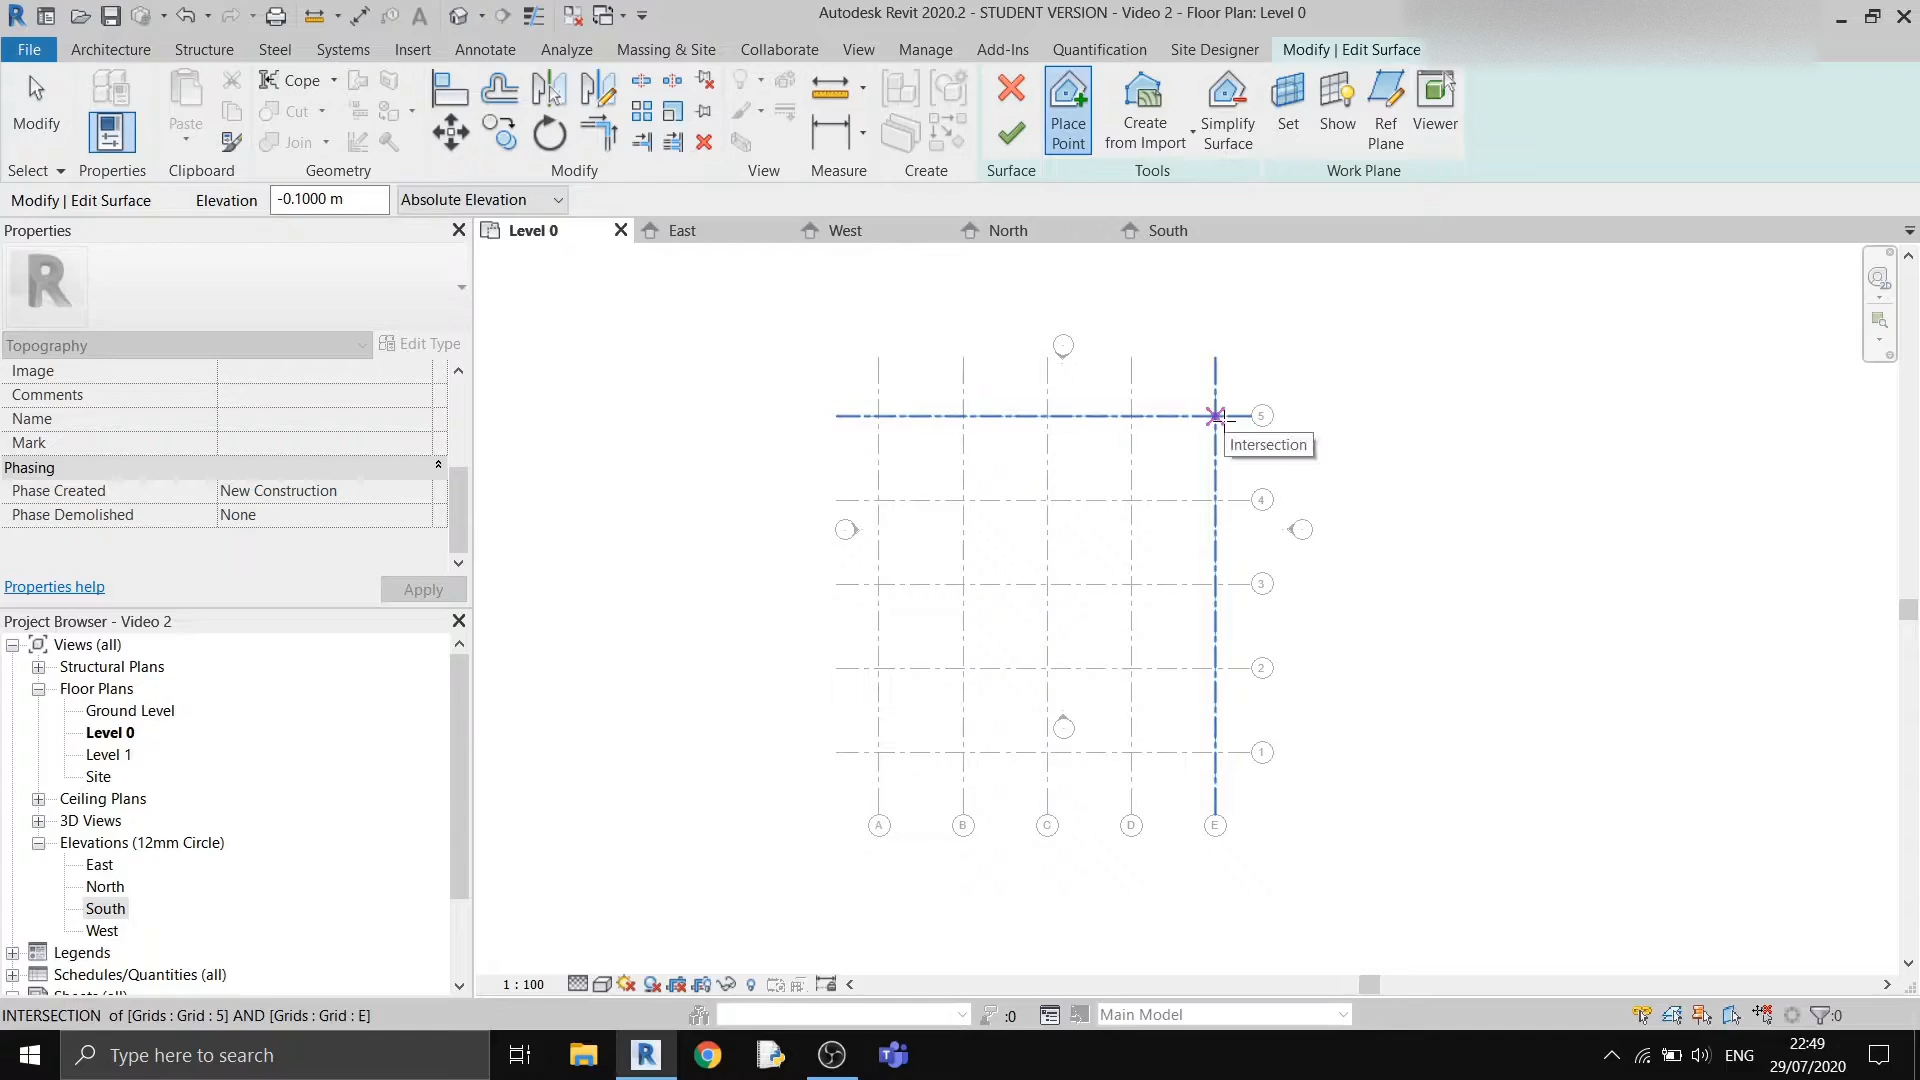 Autodesk Revit 2020.2 - STUDENT VERSION - Video 2 - Floor Plan: Level 0
File Architecture Structure Steel Systems Insert Annotate Analyze Massing & Site Collaborate View Manage Add-Ins Quantification Site Designer Modify | Edit Surface
Modify
Paste
Cope
Cut
Join
Place Point
Create from Import
Simplify Surface
Set
Show
Ref Plane
Viewer
Select Properties Clipboard Geometry Modify View Measure Create Surface Tools Work Plane
Modify | Edit Surface Elevation -0.1000 m Absolute Elevation
Properties
Level 0 East West North South
R
Topography Edit Type
Image
Comments
Name
Mark
Phasing
Phase Created New Construction
Phase Demolished None
Properties help Apply
Project Browser - Video 2
Views (all)
Structural Plans
Floor Plans
Ground Level
Level 0
Level 1
Site
Ceiling Plans
3D Views
Elevations (12mm Circle)
East
North
South
West
Legends
Schedules/Quantities (all)
Sheets (all)
5
Intersection
4
3
2
1
A B C D E
2D
1 : 100
INTERSECTION of [Grids : Grid : 5] AND [Grids : Grid : E] :0 Main Model :0
Type here to search
ENG
22:49
29/07/2020